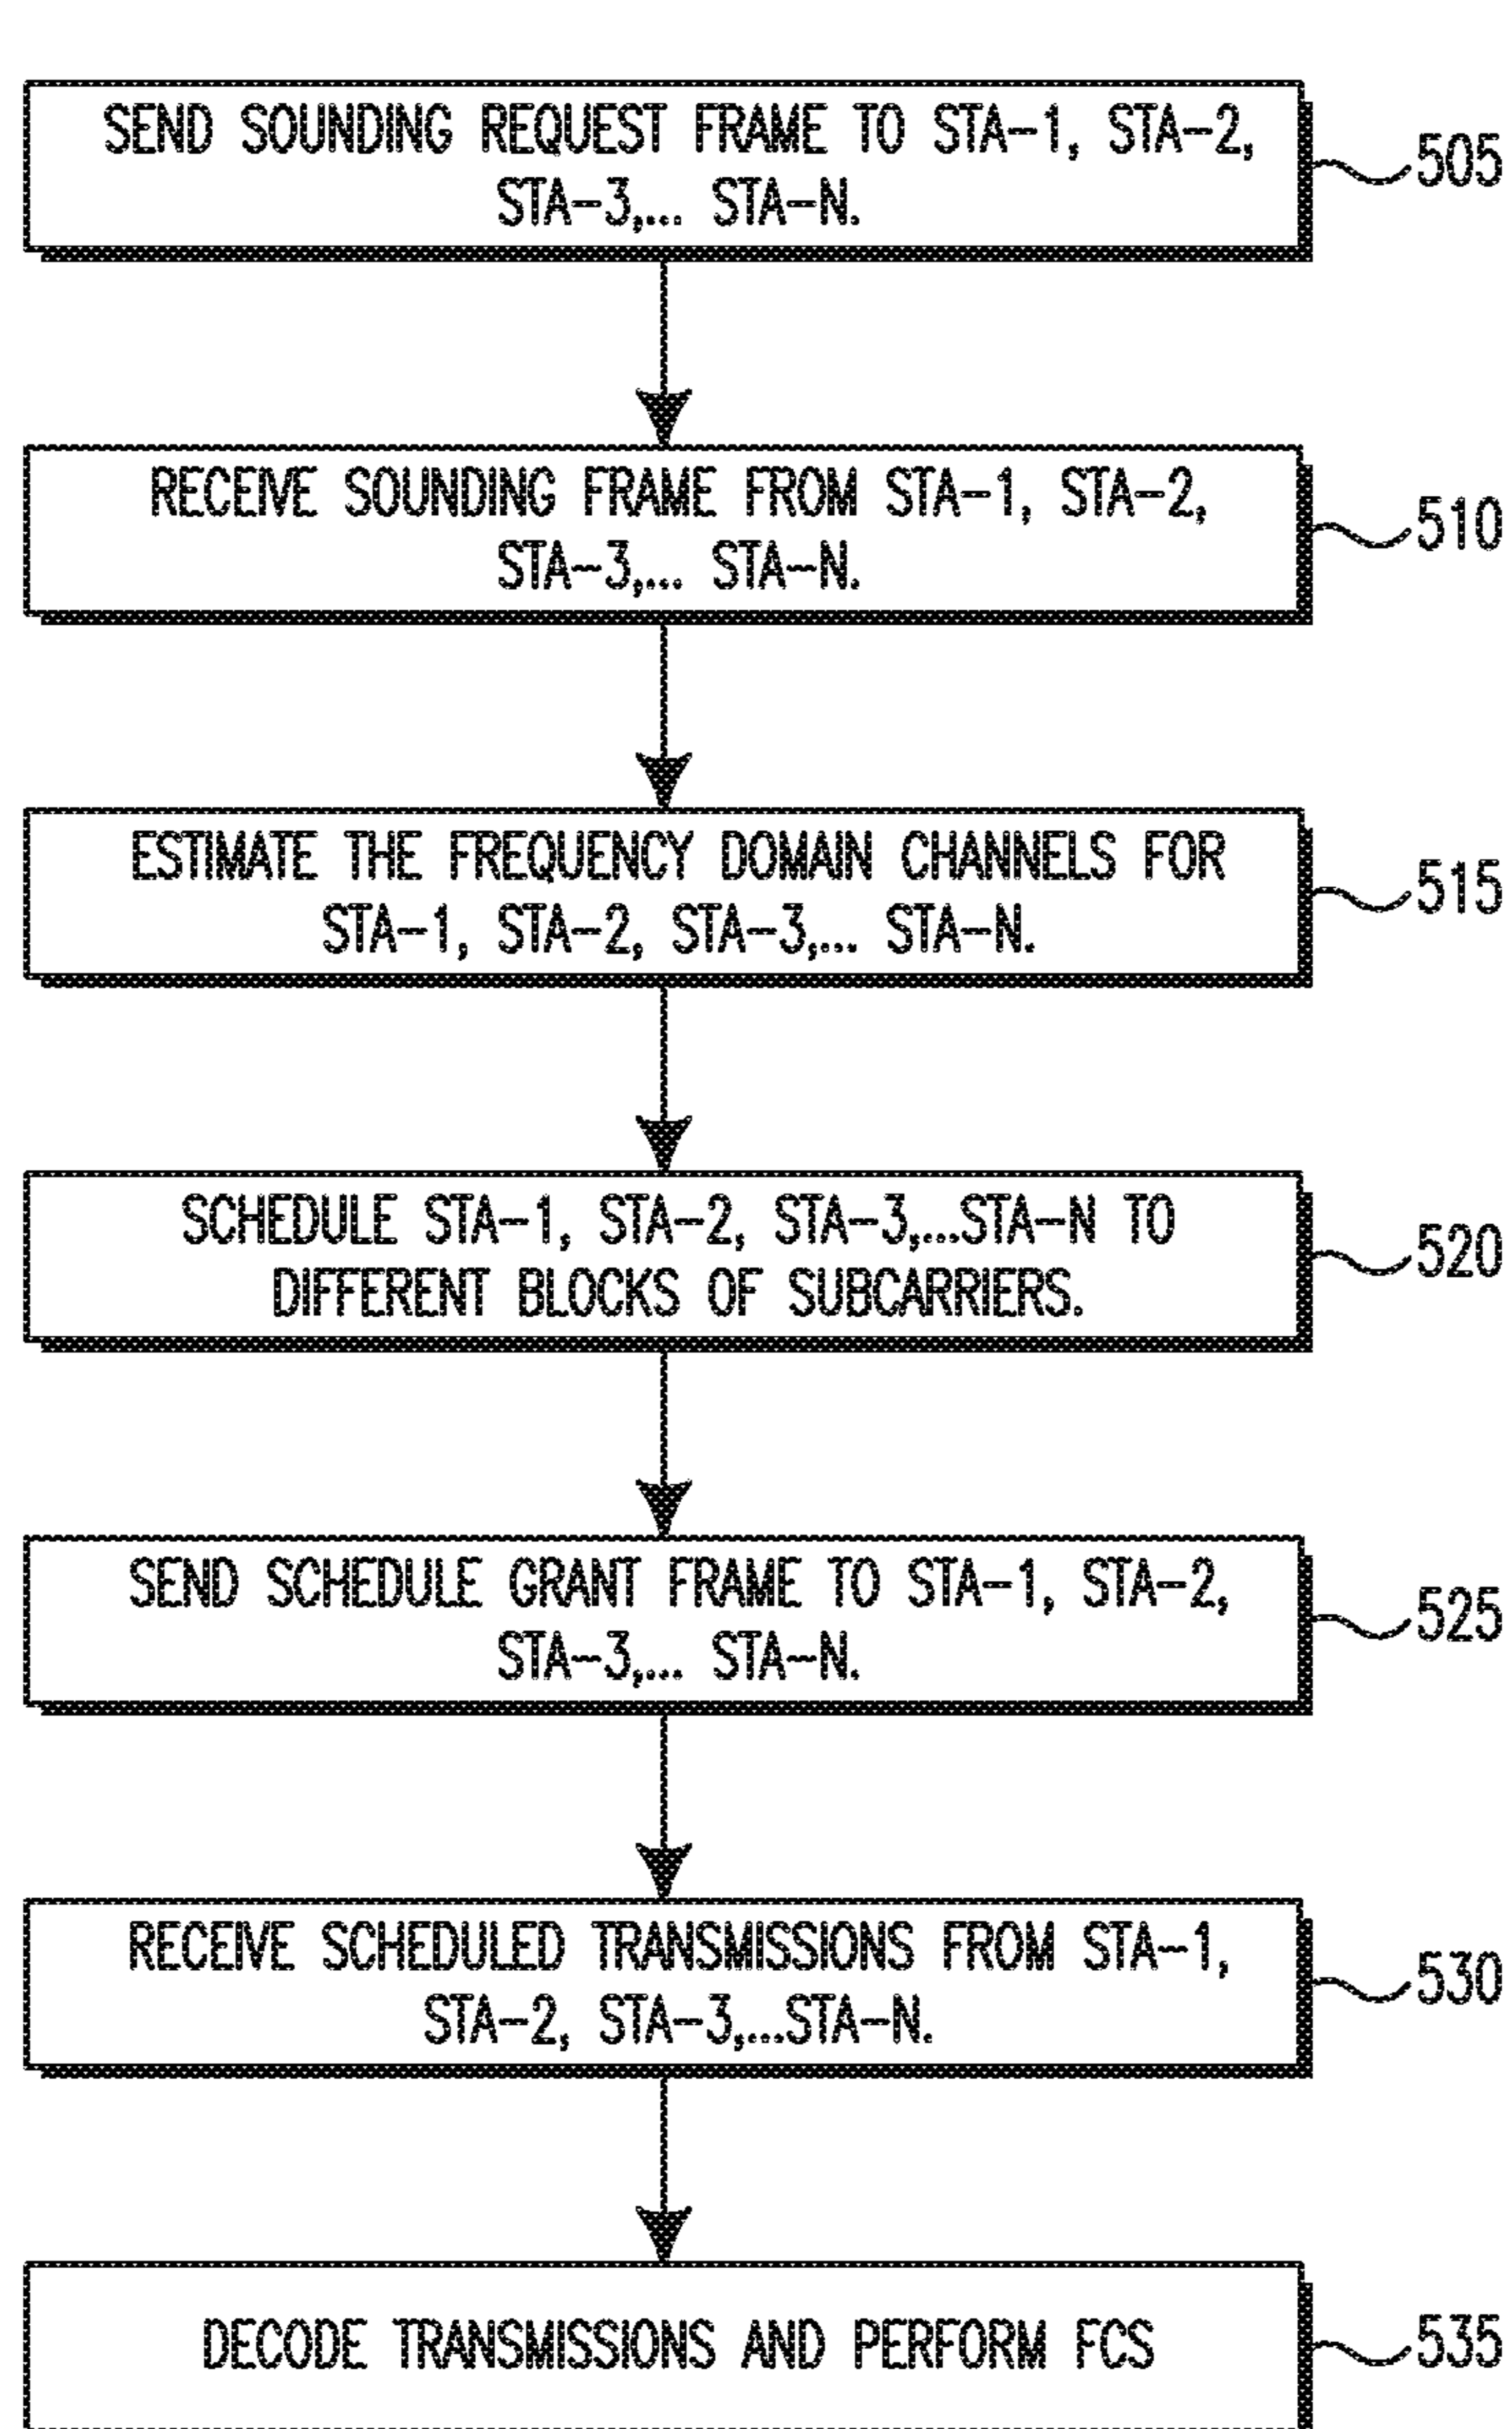 SEND SOUNDING REQUEST FRAME TO STA-1, STA-2,
STA-3,... STA-N.
505
RECEIVE SOUNDING FRAME FROM STA-1, STA-2,
STA-3,... STA-N.
510
ESTIMATE THE FREQUENCY DOMAIN CHANNELS FOR
STA-1, STA-2, STA-3,... STA-N.
515
SCHEDULE STA-1, STA-2, STA-3,...STA-N TO
DIFFERENT BLOCKS OF SUBCARRIERS.
520
SEND SCHEDULE GRANT FRAME TO STA-1, STA-2,
STA-3,... STA-N.
525
RECEIVE SCHEDULED TRANSMISSIONS FROM STA-1,
STA-2, STA-3,...STA-N.
530
DECODE TRANSMISSIONS AND PERFORM FCS
535